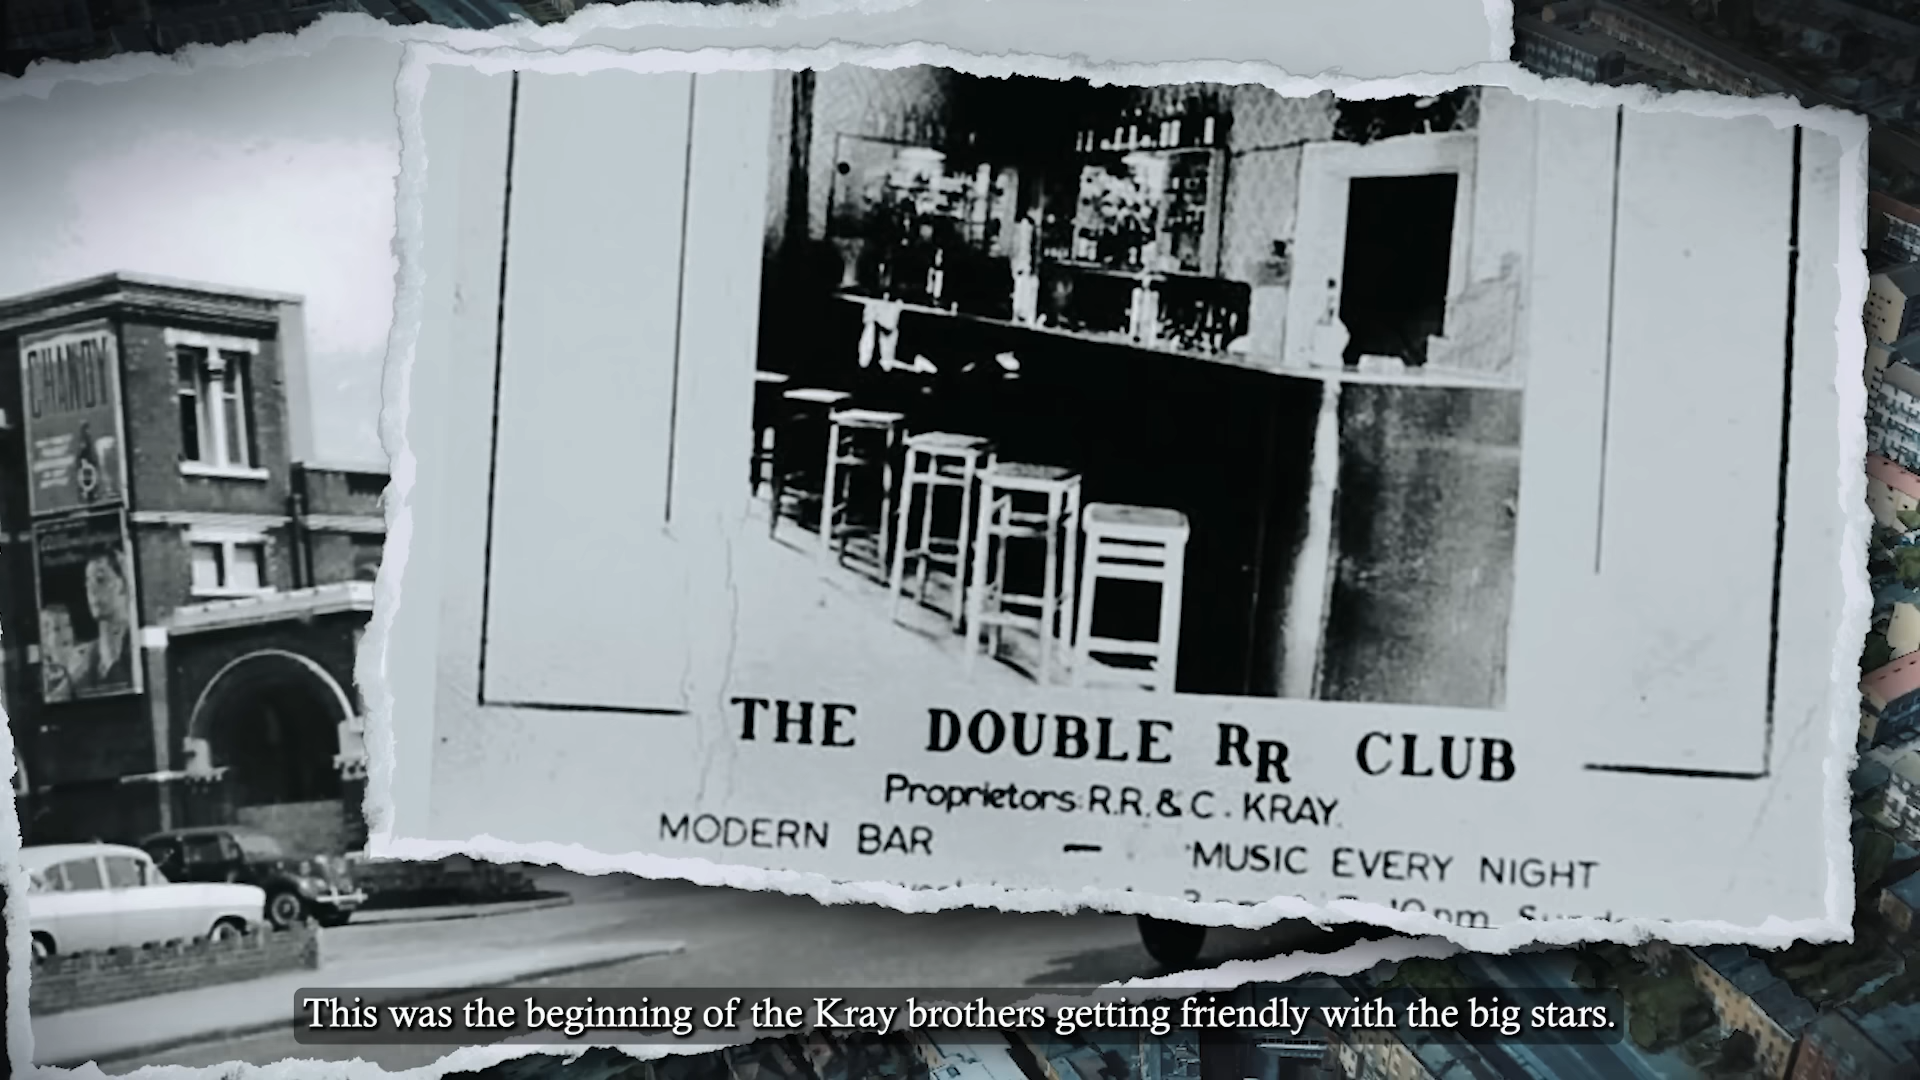 CHANDY
THE DOUBLE RR CLUB
Proprietors: R.R. & C. KRAY.
MODERN BAR — MUSIC EVERY NIGHT
10pm
This was the beginning of the Kray brothers getting friendly with the big stars.